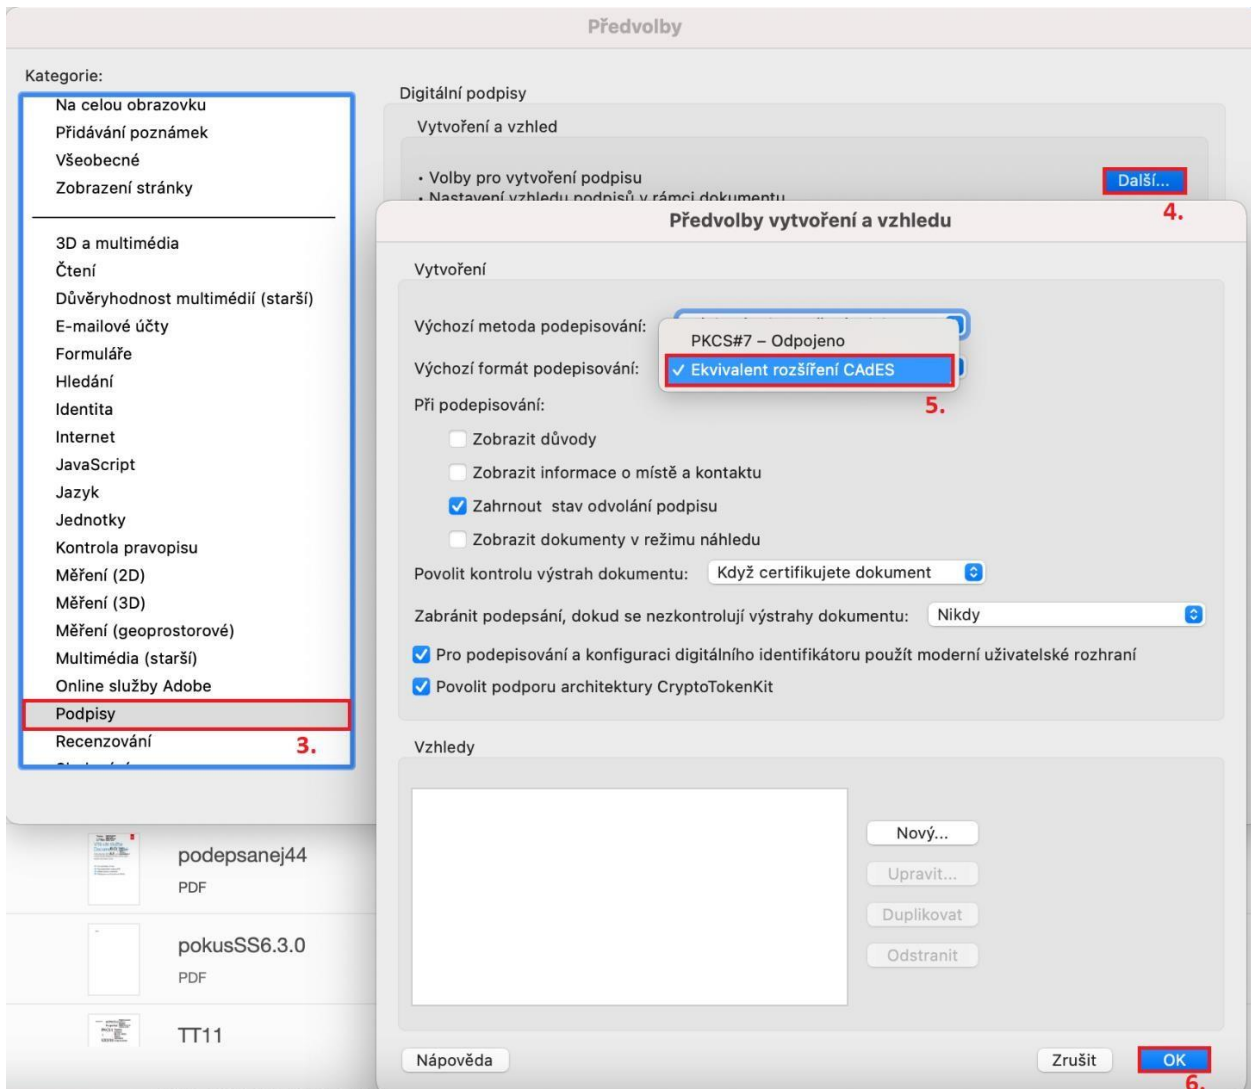 Předvolby
Kategorie:
Na celou obrazovku
Přidávání poznámek
Všeobecné
Zobrazení stránky
3D a multimédia
Čtení
Důvěryhodnost multimédií (starší)
E-mailové účty
Formuláře
Hledání
Identita
Internet
JavaScript
Jazyk
Jednotky
Kontrola pravopisu
Měření (2D)
Měření (3D)
Měření (geoprostorové)
Multimédia (starší)
Online služby Adobe
Podpisy
Recenzování
3.
Digitální podpisy
Vytvoření a vzhled
• Volby pro vytvoření podpisu
• Nastavení vzhledu podpisů v rámci dokumentu
Další...
4.
Předvolby vytvoření a vzhledu
Vytvoření
Výchozí metoda podepisování:
PKCS#7 – Odpojeno
Výchozí formát podepisování:
✓ Ekvivalent rozšíření CAdES
5.
Při podepisování:
Zobrazit důvody
Zobrazit informace o místě a kontaktu
Zahrnout stav odvolání podpisu
Zobrazit dokumenty v režimu náhledu
Povolit kontrolu výstrah dokumentu: Když certifikujete dokument
Zabránit podepsání, dokud se nezkontrolují výstrahy dokumentu: Nikdy
Pro podepisování a konfiguraci digitálního identifikátoru použít moderní uživatelské rozhraní
Povolit podporu architektury CryptoTokenKit
Vzhledy
Nový...
Upravit...
Duplikovat
Odstranit
Nápověda
Zrušit
OK
6.
podepsanej44
PDF
pokusSS6.3.0
PDF
TT11